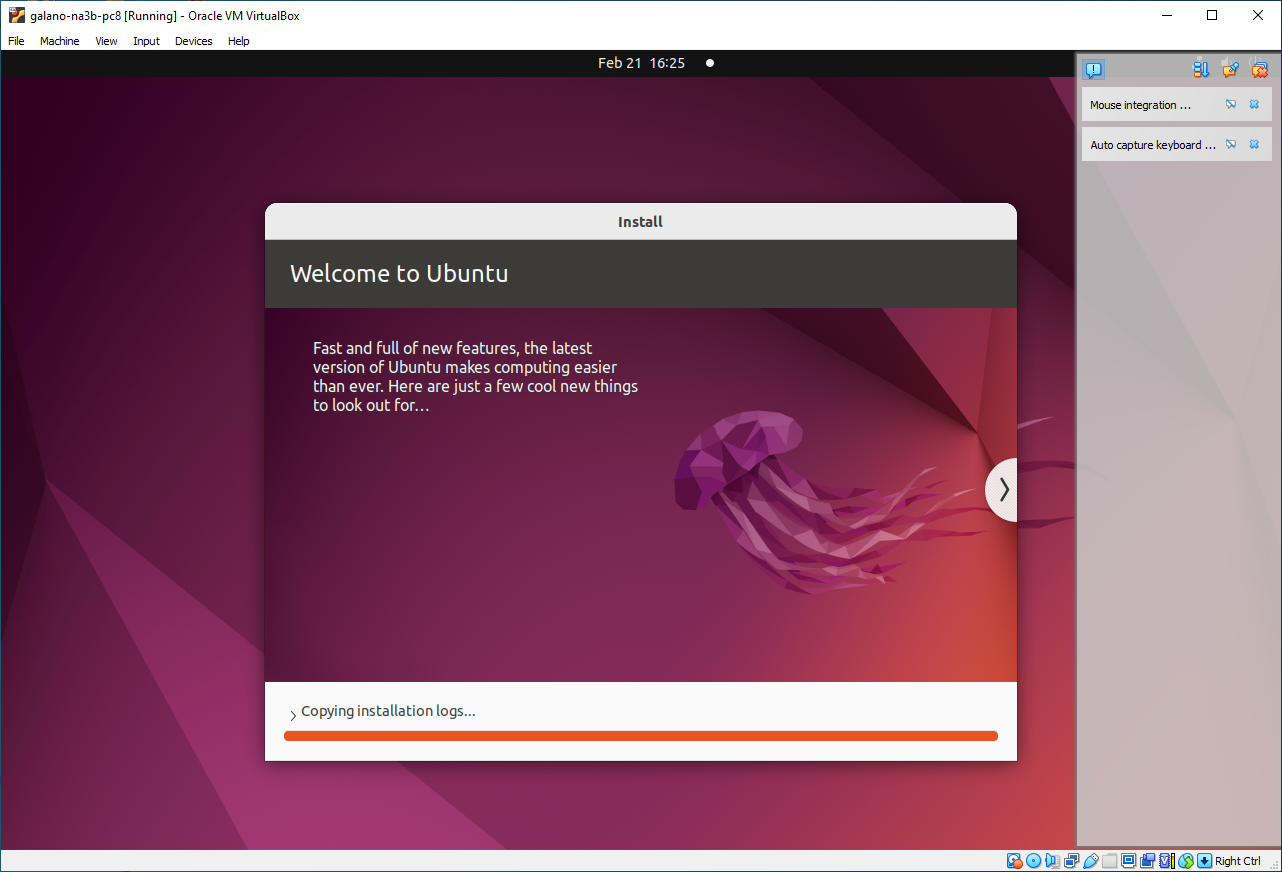 galano-na3b-pc8 [Running] - Oracle VM VirtualBox
File Machine View Input Devices Help
Feb 21 16:25
Mouse integration ...
Auto capture keyboard ...
Install
Welcome to Ubuntu
Fast and full of new features, the latest
version of Ubuntu makes computing easier
than ever. Here are just a few cool new things
to look out for…
Copying installation logs...
Right Ctrl